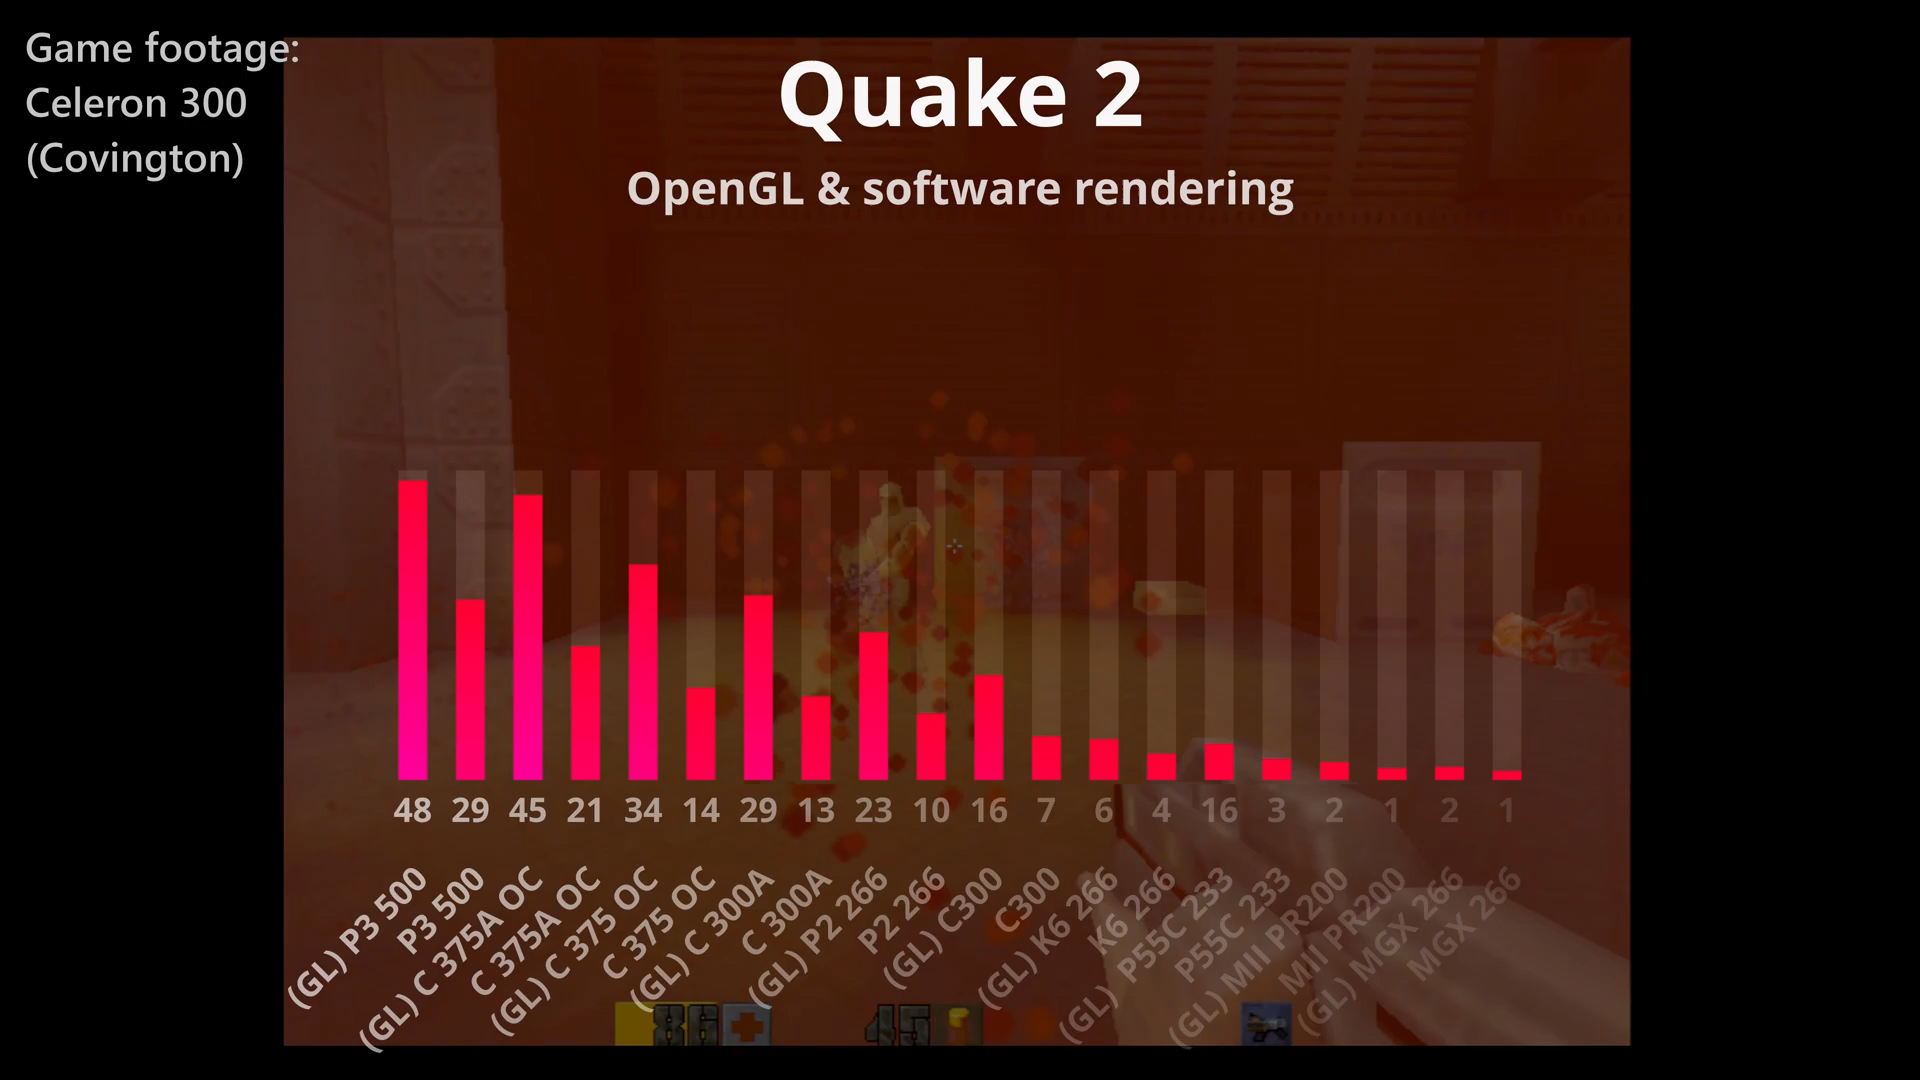 Game footage:
Celeron 300
(Covington)
Quake 2
OpenGL & software rendering
48 29 45 21 34 14 29 13 23 10 16 7 6 4 16 3 2 1 2 1
(GL) P3 500
P3 500
(GL) C 375A OC
C 375A OC
(GL) C 375 OC
C 375 OC
(GL) C 300A
C 300A
(GL) P2 266
P2 266
(GL) C300
C300
(GL) K6 266
K6 266
(GL) P55C 233
P55C 233
(GL) MII PR200
MII PR200
(GL) MGX 266
MGX 266
86
45